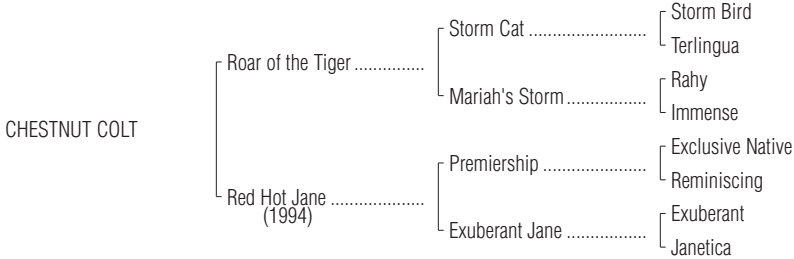 Storm Bird
Storm Cat ........................
Terlingua
Roar of the Tiger ...............
Rahy
Mariah's Storm .................
Immense
CHESTNUT COLT
Exclusive Native
Premiership ......................
Reminiscing
Red Hot Jane ....................
(1994)
Exuberant
Exuberant Jane .................
Janetica